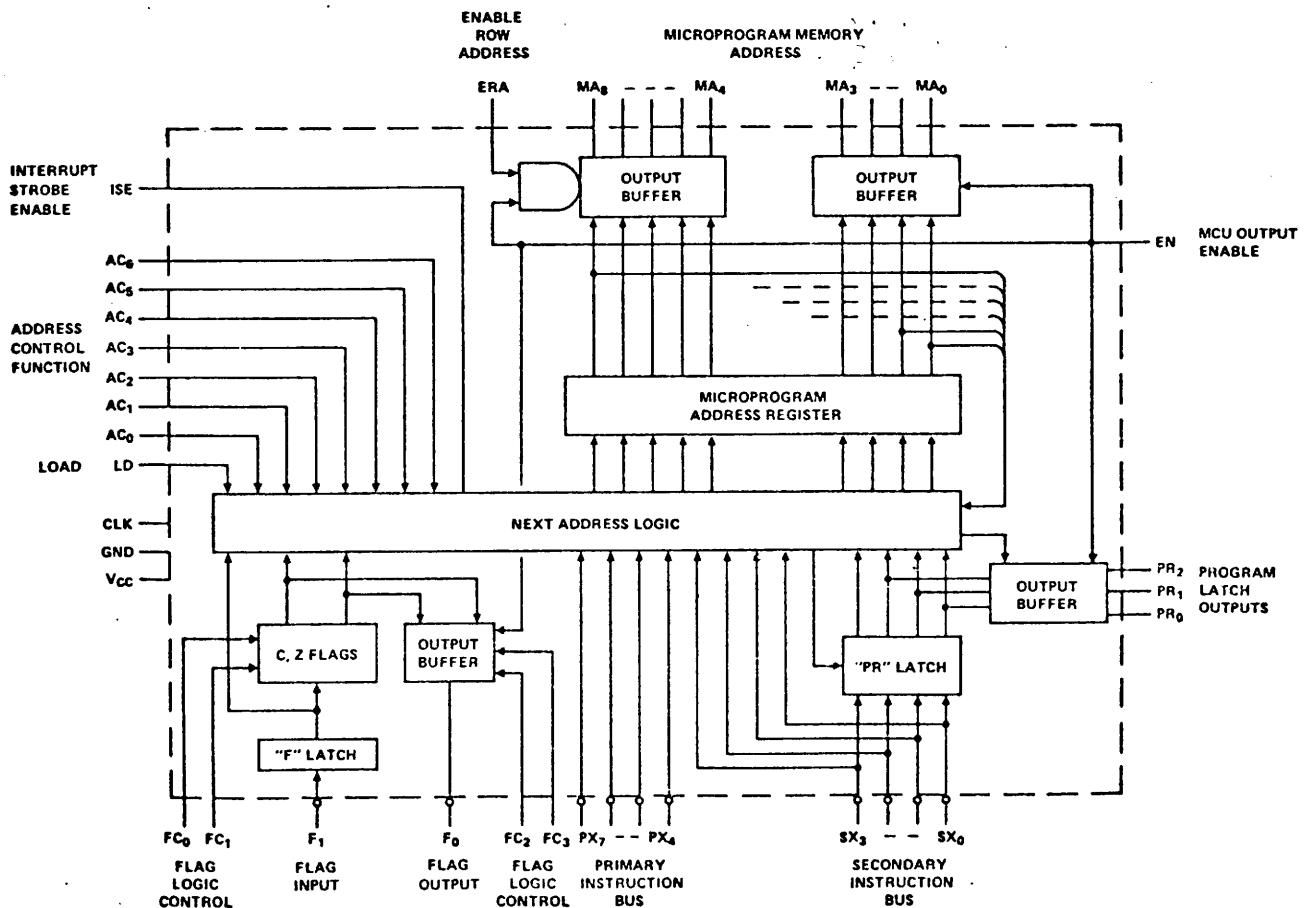 ENABLE
ROW
ADDRESS
MICROPROGRAM MEMORY
ADDRESS
ERA
MA8 - - - MA4
MA3 - - MA0
INTERRUPT
STROBE
ENABLE
ISE
OUTPUT
BUFFER
OUTPUT
BUFFER
EN
MCU OUTPUT
ENABLE
ADDRESS
CONTROL
FUNCTION
AC6
AC5
AC4
AC3
AC2
AC1
AC0
LOAD LD
MICROPROGRAM
ADDRESS REGISTER
CLK
GND
VCC
NEXT ADDRESS LOGIC
C, Z FLAGS
OUTPUT
BUFFER
"F" LATCH
"PR" LATCH
OUTPUT
BUFFER
PR2
PR1
PR0
PROGRAM
LATCH
OUTPUTS
FC0 FC1
FLAG
LOGIC
CONTROL
F1
FLAG
INPUT
F0
FLAG
OUTPUT
FC2 FC3
FLAG
LOGIC
CONTROL
PX7 - - PX4
PRIMARY
INSTRUCTION
BUS
SX3 - - SX0
SECONDARY
INSTRUCTION
BUS